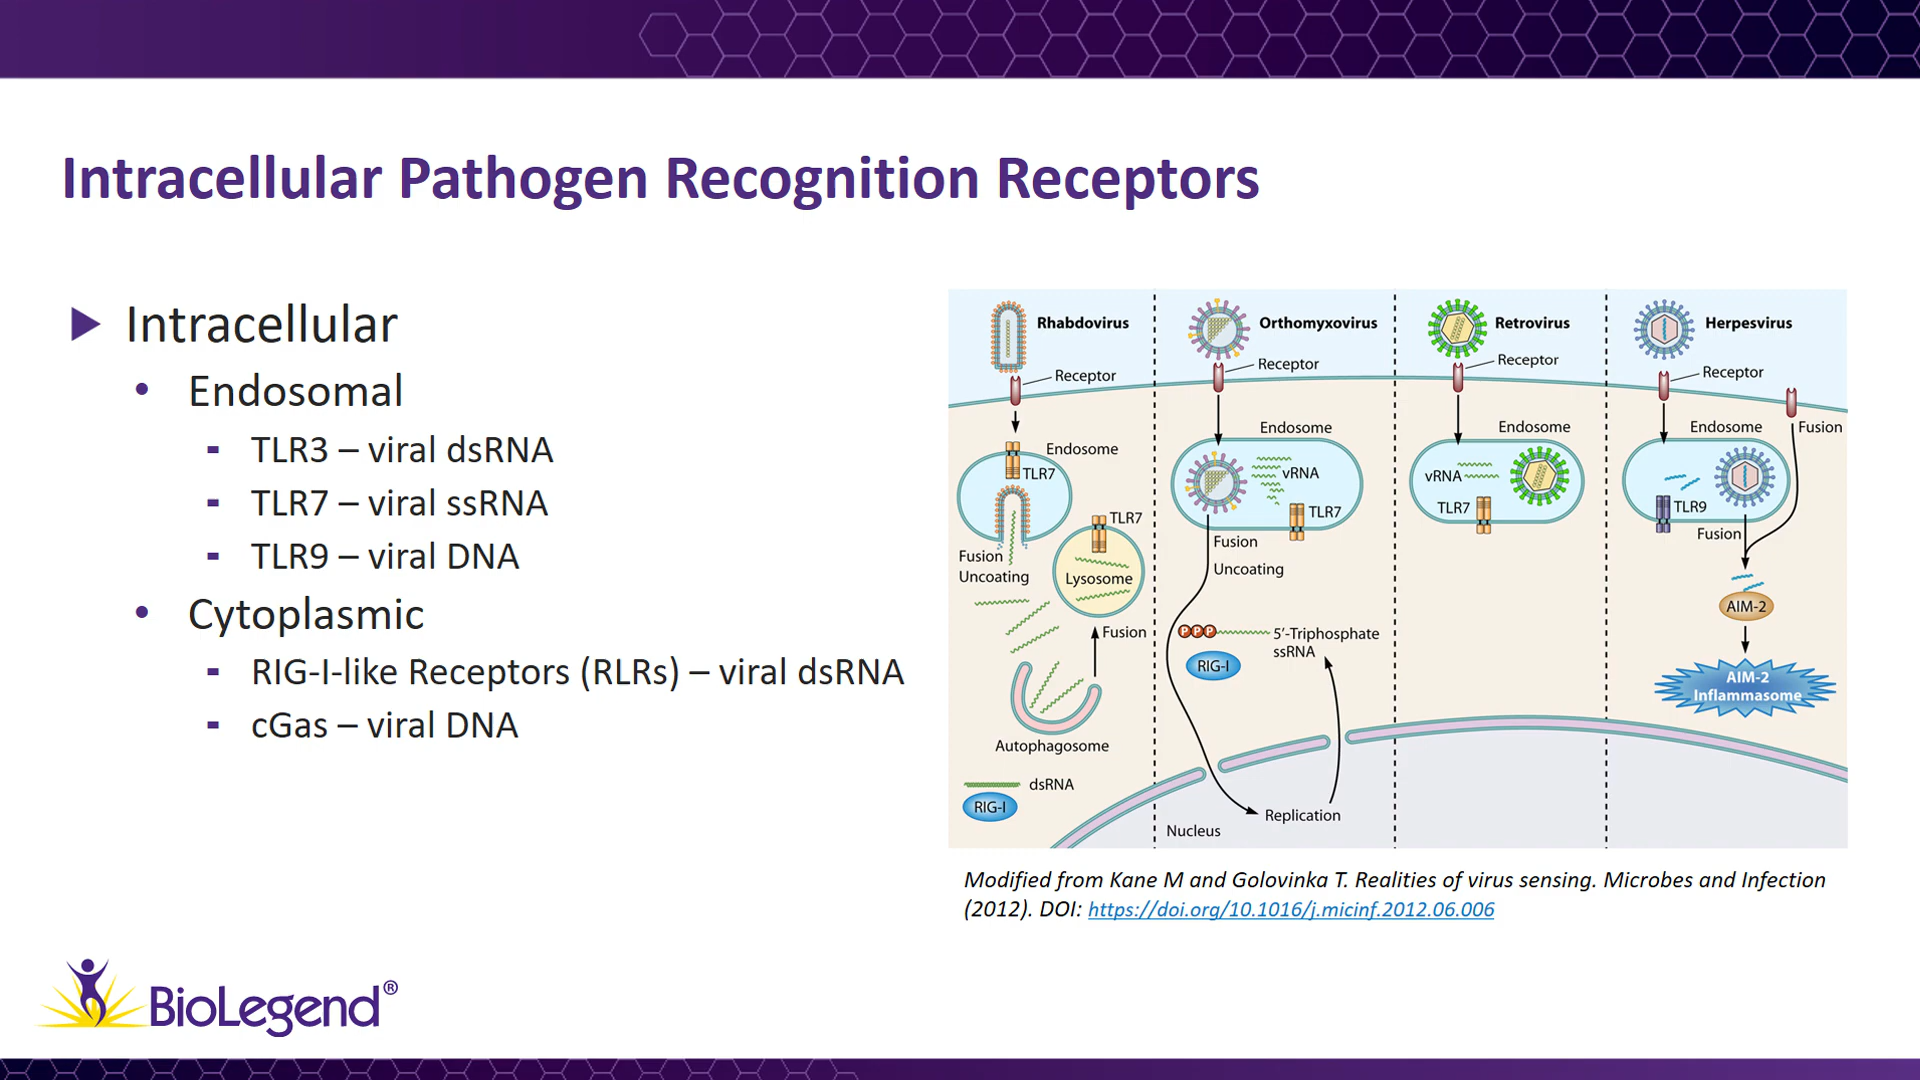 Intracellular Pathogen Recognition Receptors
Intracellular
Endosomal
TLR3 – viral dsRNA
TLR7 – viral ssRNA
TLR9 – viral DNA
Cytoplasmic
RIG-I-like Receptors (RLRs) – viral dsRNA
cGas – viral DNA
Rhabdovirus
Receptor
Endosome
TLR7
Fusion
Uncoating
TLR7
Lysosome
Fusion
Autophagosome
dsRNA
RIG-I
Orthomyxovirus
Receptor
Endosome
vRNA
TLR7
Fusion
Uncoating
P P P
5′-Triphosphate
ssRNA
RIG-I
Replication
Nucleus
Retrovirus
Receptor
Endosome
vRNA
TLR7
Herpesvirus
Receptor
Endosome
Fusion
TLR9
Fusion
AIM-2
AIM-2
Inflammasome
Modified from Kane M and Golovinka T. Realities of virus sensing. Microbes and Infection
(2012). DOI: https://doi.org/10.1016/j.micinf.2012.06.006
BioLegend®